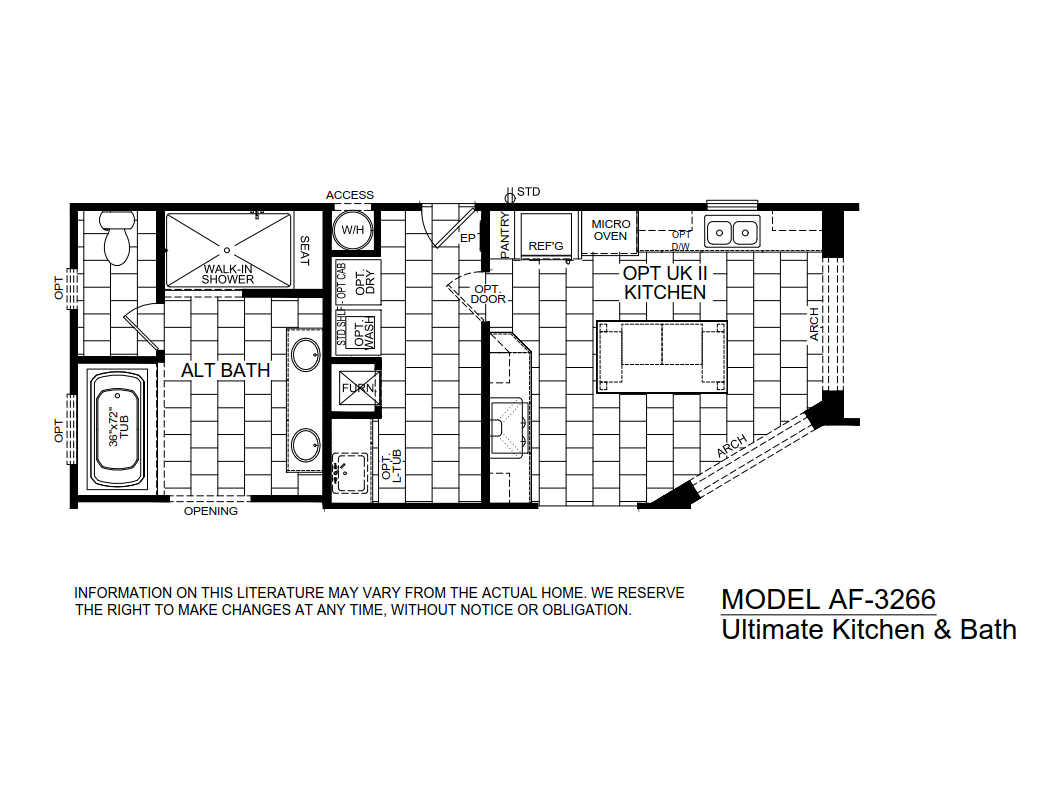 ACCESS
STD
W/H
EP
PANTRY
REF'G
MICRO
OVEN
OPT
D/W
SEAT
WALK-IN
SHOWER
OPT
STD SHLF - OPT CAB
OPT.
DRY
OPT.
WASH
OPT.
DOOR
OPT UK II
KITCHEN
ARCH
ALT BATH
FURN
OPT
36"x72"
TUB
OPT.
L-TUB
ARCH
OPENING
INFORMATION ON THIS LITERATURE MAY VARY FROM THE ACTUAL HOME. WE RESERVE
THE RIGHT TO MAKE CHANGES AT ANY TIME, WITHOUT NOTICE OR OBLIGATION.
MODEL AF-3266
Ultimate Kitchen & Bath